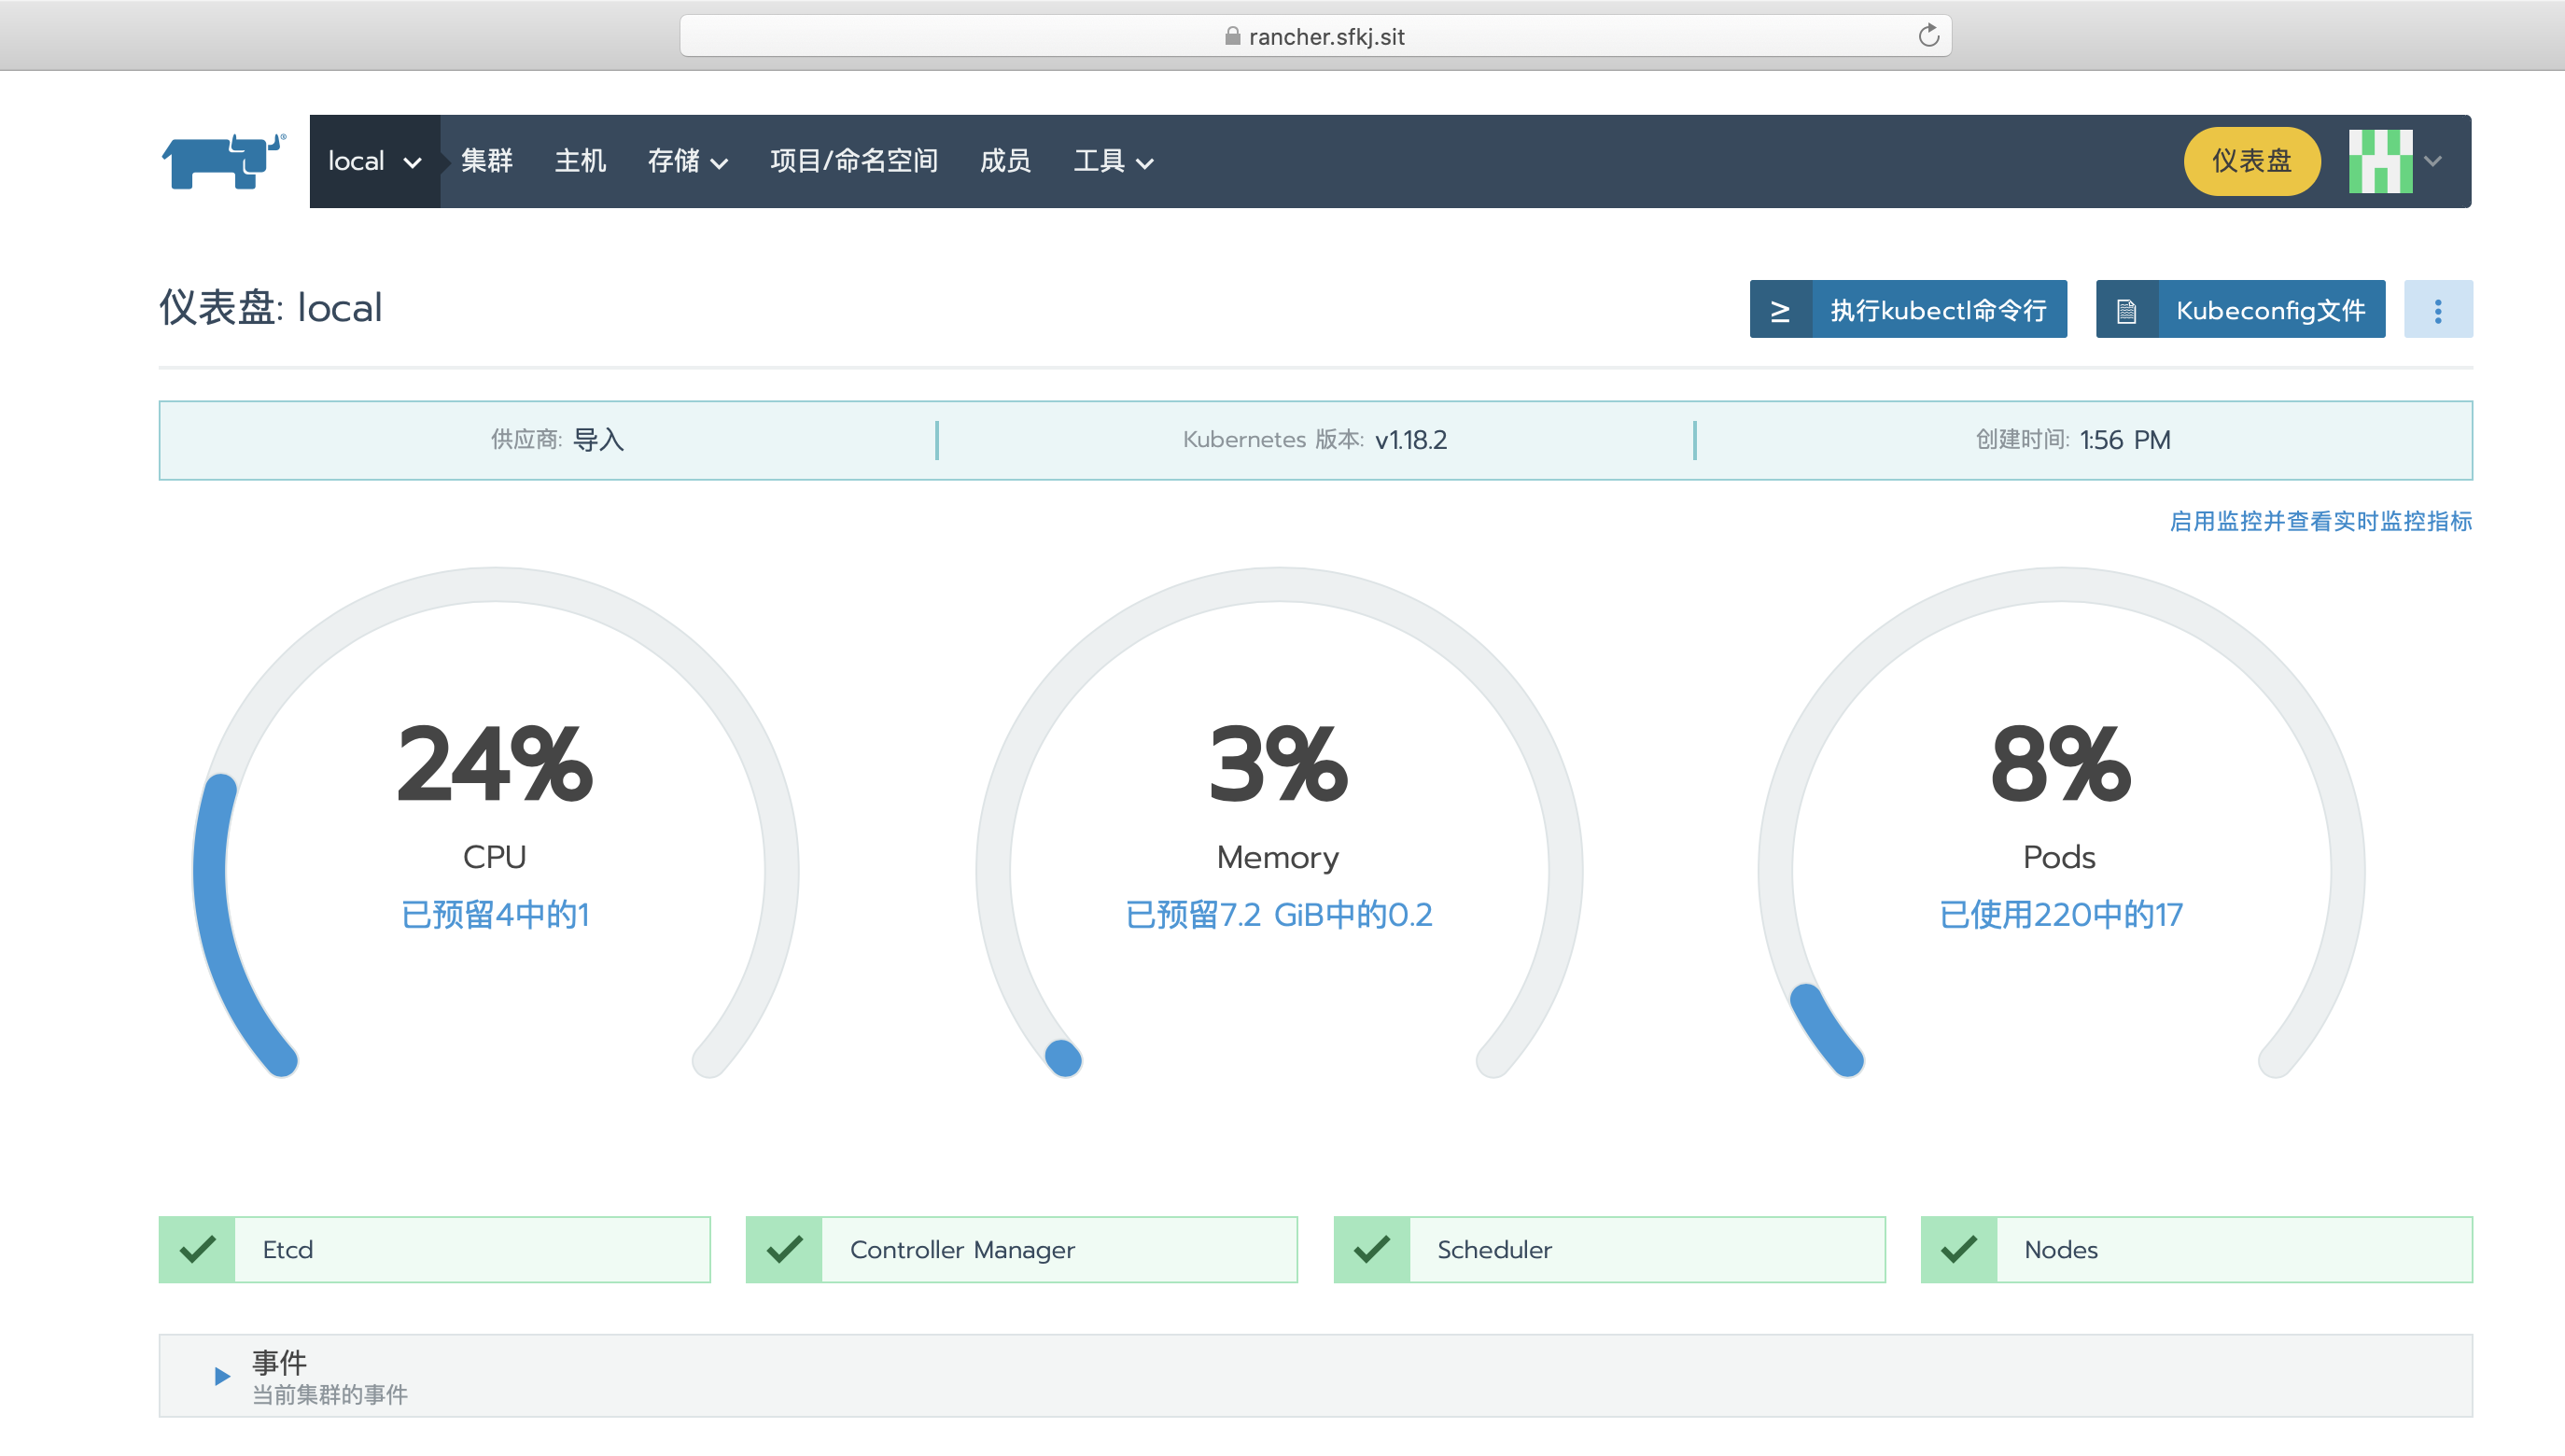 rancher.sfkj.sit
local 集群 主机 存储 项目/命名空间 成员 工具 仪表盘
仪表盘: local 执行kubectl命令行 Kubeconfig文件
供应商: 导入 Kubernetes 版本: v1.18.2 创建时间: 1:56 PM
启用监控并查看实时监控指标
24% 3% 8%
CPU Memory Pods
已预留4中的1 已预留7.2 GiB中的0.2 已使用220中的17
Etcd Controller Manager Scheduler Nodes
事件
当前集群的事件